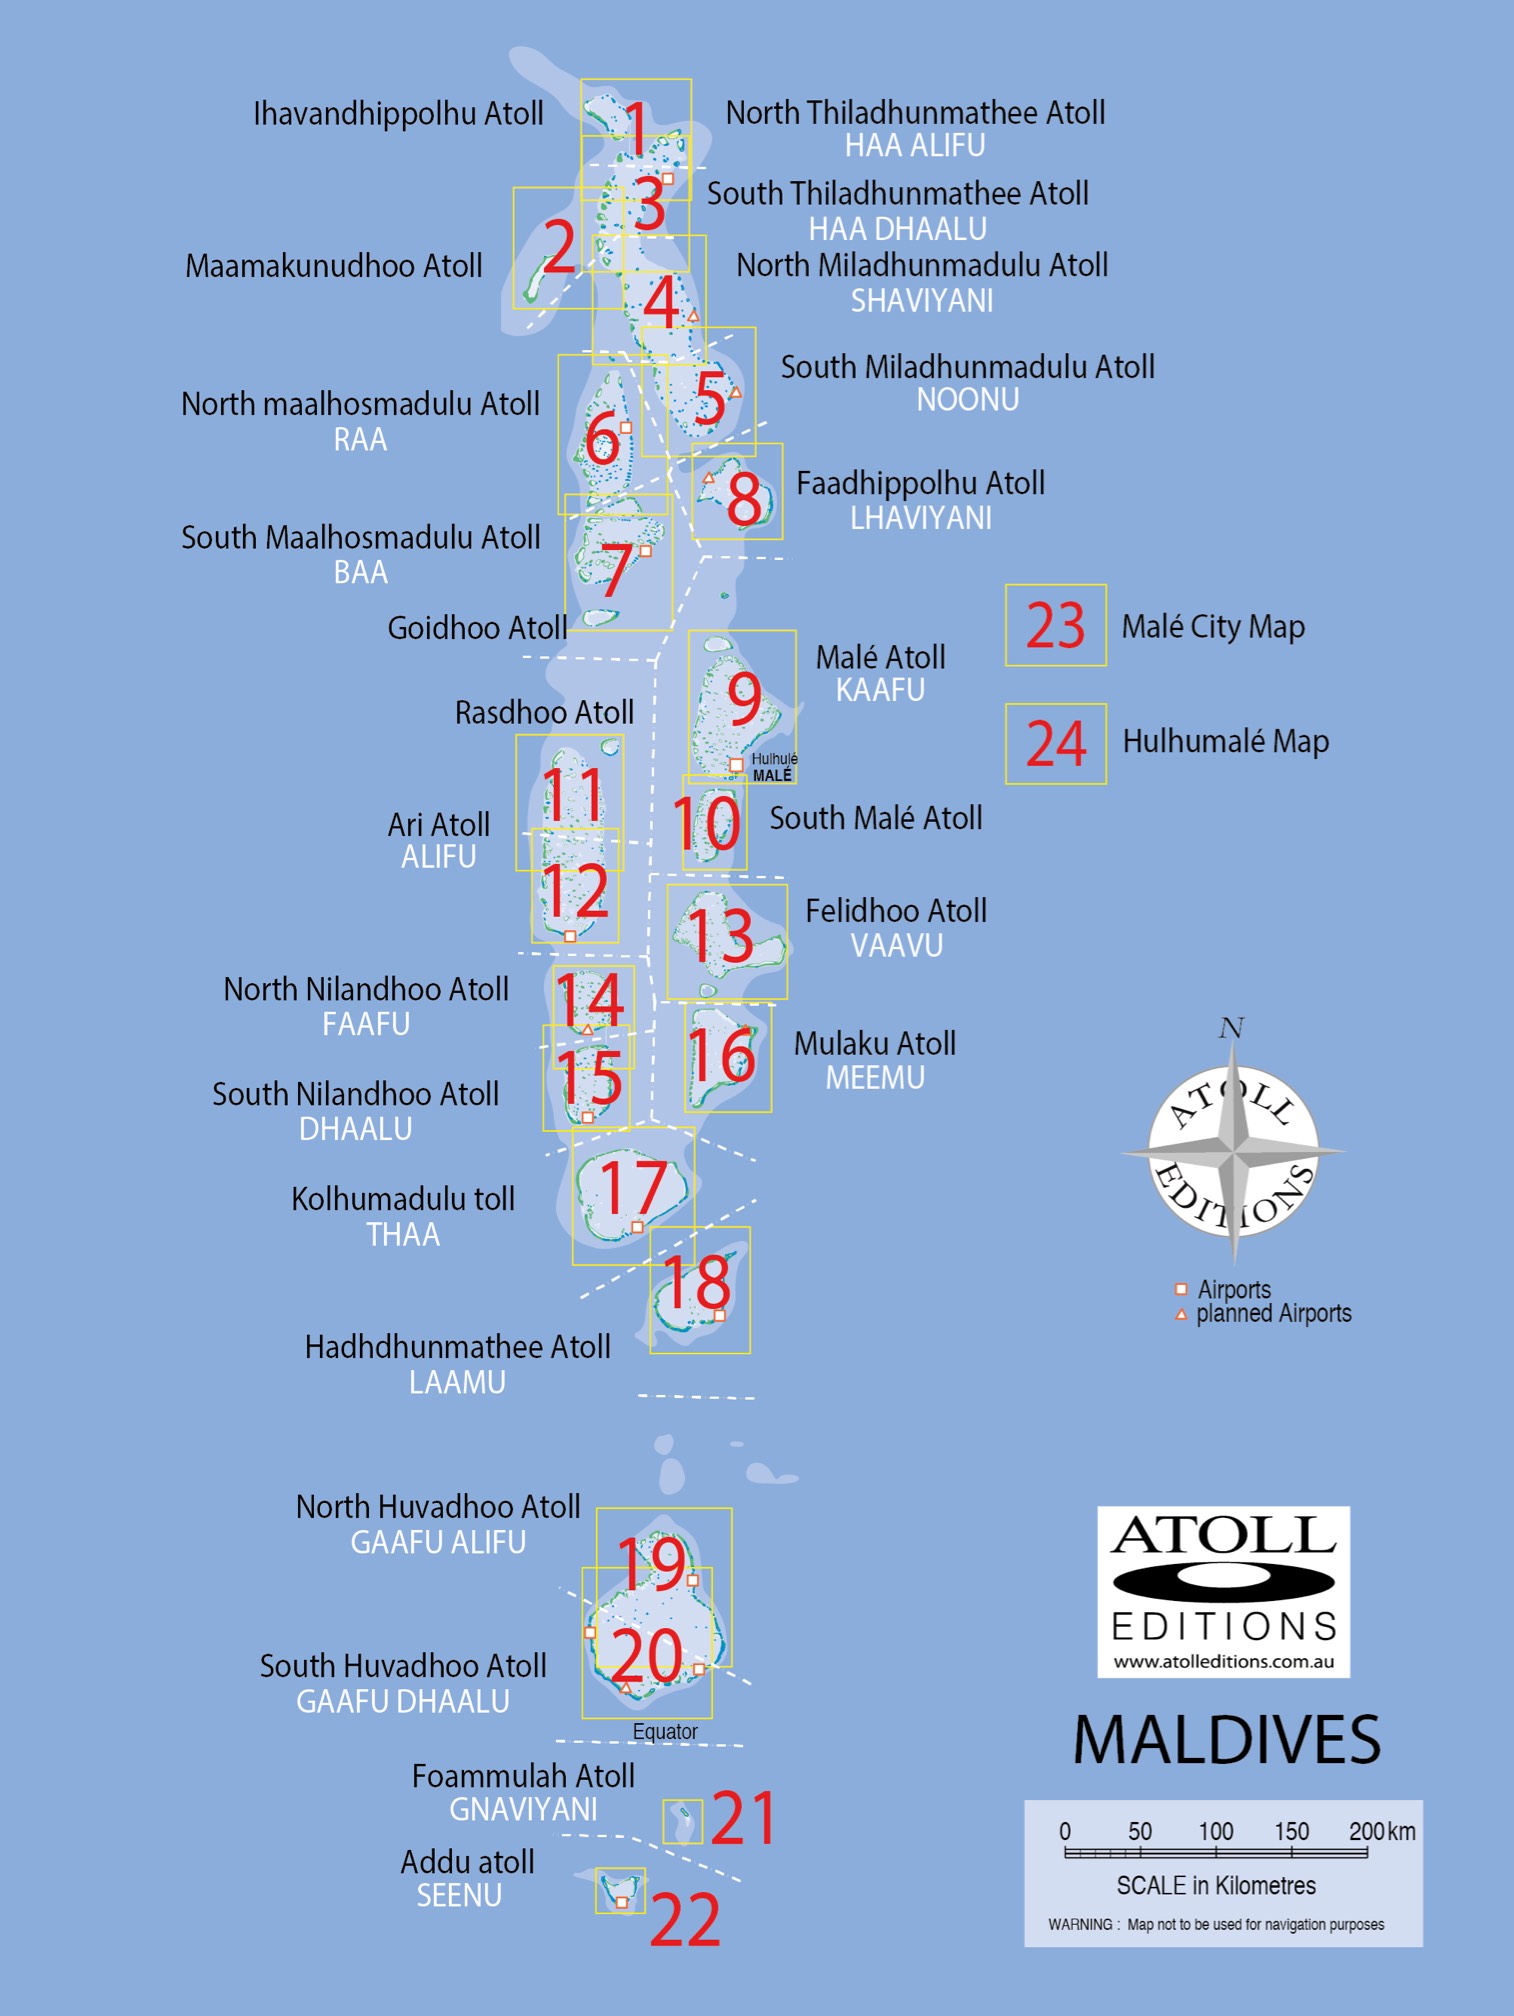 Ihavandhippolhu Atoll
1
North Thiladhunmathee Atoll
HAA ALIFU
3
South Thiladhunmathee Atoll
HAA DHAALU
2
Maamakunudhoo Atoll
North Miladhunmadulu Atoll
SHAVIYANI
4
South Miladhunmadulu Atoll
NOONU
5
North maalhosmadulu Atoll
RAA
6
Faadhippolhu Atoll
LHAVIYANI
8
South Maalhosmadulu Atoll
BAA
7
Goidhoo Atoll
23
Malé City Map
Malé Atoll
KAAFU
9
Rasdhoo Atoll
24
Hulhumalé Map
Hulhulé
MALÉ
11
10
South Malé Atoll
Ari Atoll
ALIFU
12
13
Felidhoo Atoll
VAAVU
North Nilandhoo Atoll
FAAFU
14
16
Mulaku Atoll
MEEMU
South Nilandhoo Atoll
DHAALU
15
N
ATOLL
EDITIONS
Kolhumadulu toll
THAA
17
18
Airports
planned Airports
Hadhdhunmathee Atoll
LAAMU
North Huvadhoo Atoll
GAAFU ALIFU
19
20
South Huvadhoo Atoll
GAAFU DHAALU
ATOLL
EDITIONS
www.atolleditions.com.au
Equator
MALDIVES
Foammulah Atoll
GNAVIYANI
21
Addu atoll
SEENU
22
0 50 100 150 200 km
SCALE in Kilometres
WARNING : Map not to be used for navigation purposes